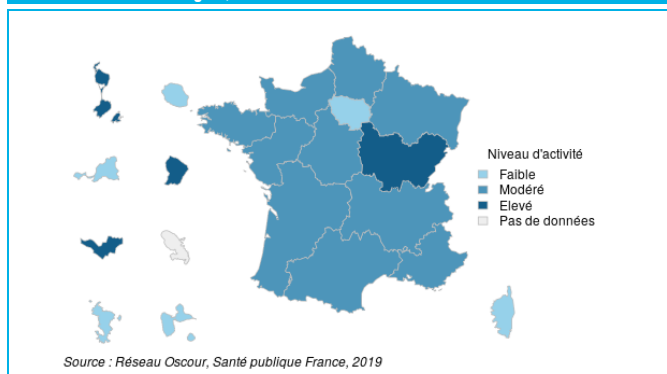 Niveau d'activité
Faible
Modéré
Elevé
Pas de données
Source : Réseau Oscour, Santé publique France, 2019